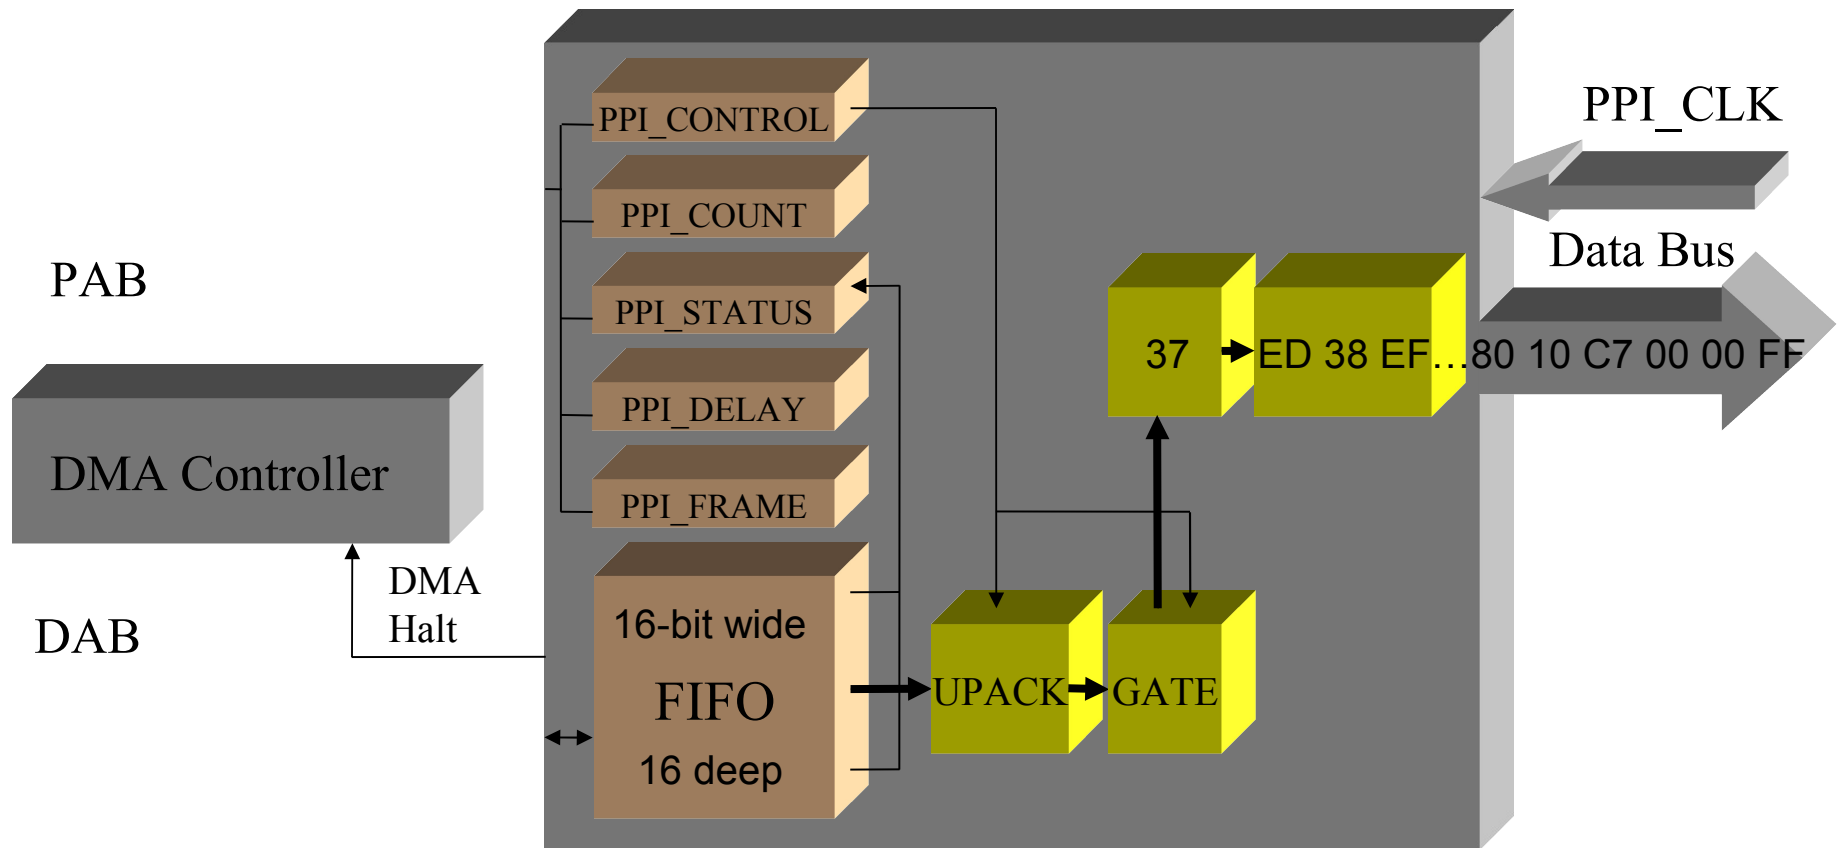 PPI_CONTROL
PPI_COUNT
PPI_STATUS
PPI_DELAY
PPI_FRAME
16-bit wide
FIFO
16 deep
PAB
DMA Controller
DMA
Halt
DAB
UPACK
GATE
37
ED 38 EF…80 10 C7 00 00 FF
PPI_CLK
Data Bus